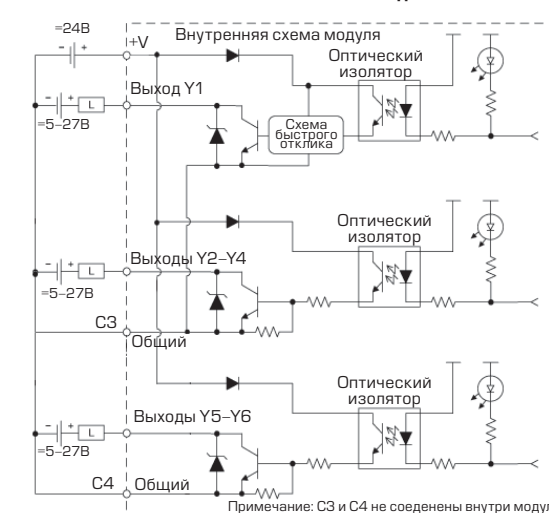 =24В
- +
+V
Внутренняя схема модуля
Оптический
изолятор
- +
L
Выход Y1
=5–27В
Схема
быстрого
отклика
Оптический
изолятор
Выходы Y2–Y4
- +
L
=5–27В
C3
Общий
Оптический
изолятор
Выходы Y5–Y6
- +
L
=5–27В
C4
Общий
Примечание: C3 и C4 не соеденены внутри модул